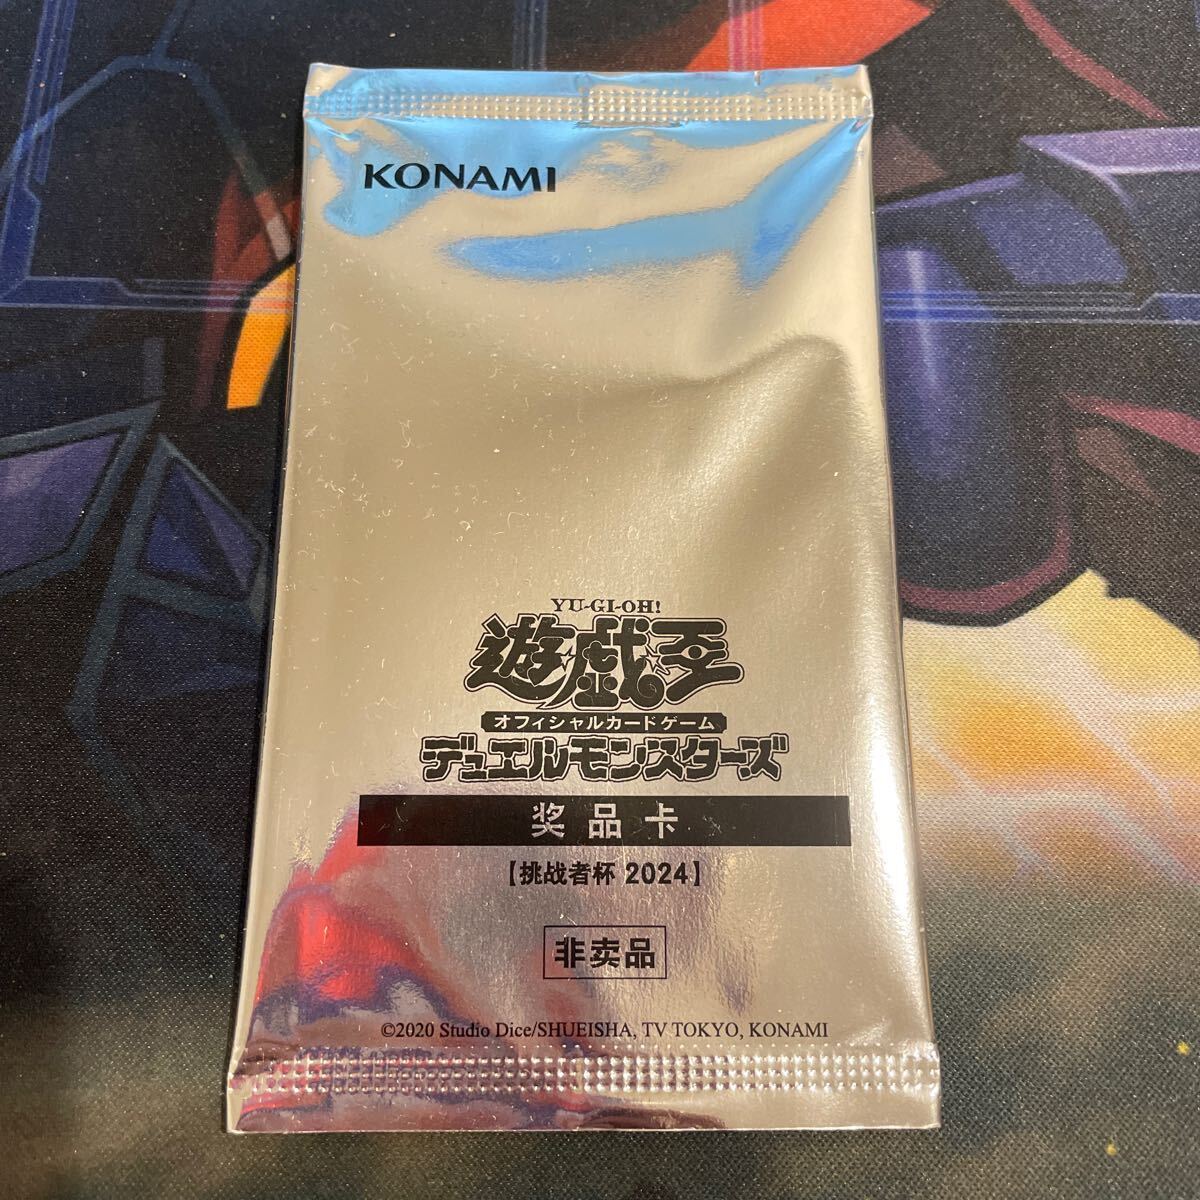 KONAMI
YU-GI-OH!
遊戯王
オフィシャルカードゲーム
デュエルモンスターズ
奖品卡
【挑战者杯 2024】
非卖品
©2020 Studio Dice/SHUEISHA, TV TOKYO, KONAMI